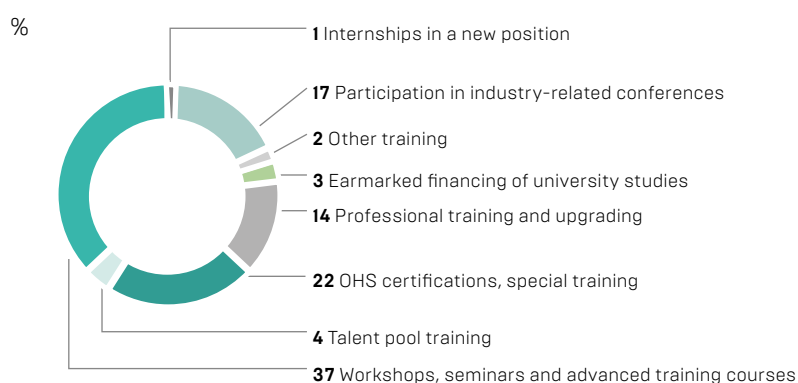 %
1 Internships in a new position
17 Participation in industry-related conferences
2 Other training
3 Earmarked financing of university studies
14 Professional training and upgrading
22 OHS certifications, special training
4 Talent pool training
37 Workshops, seminars and advanced training courses